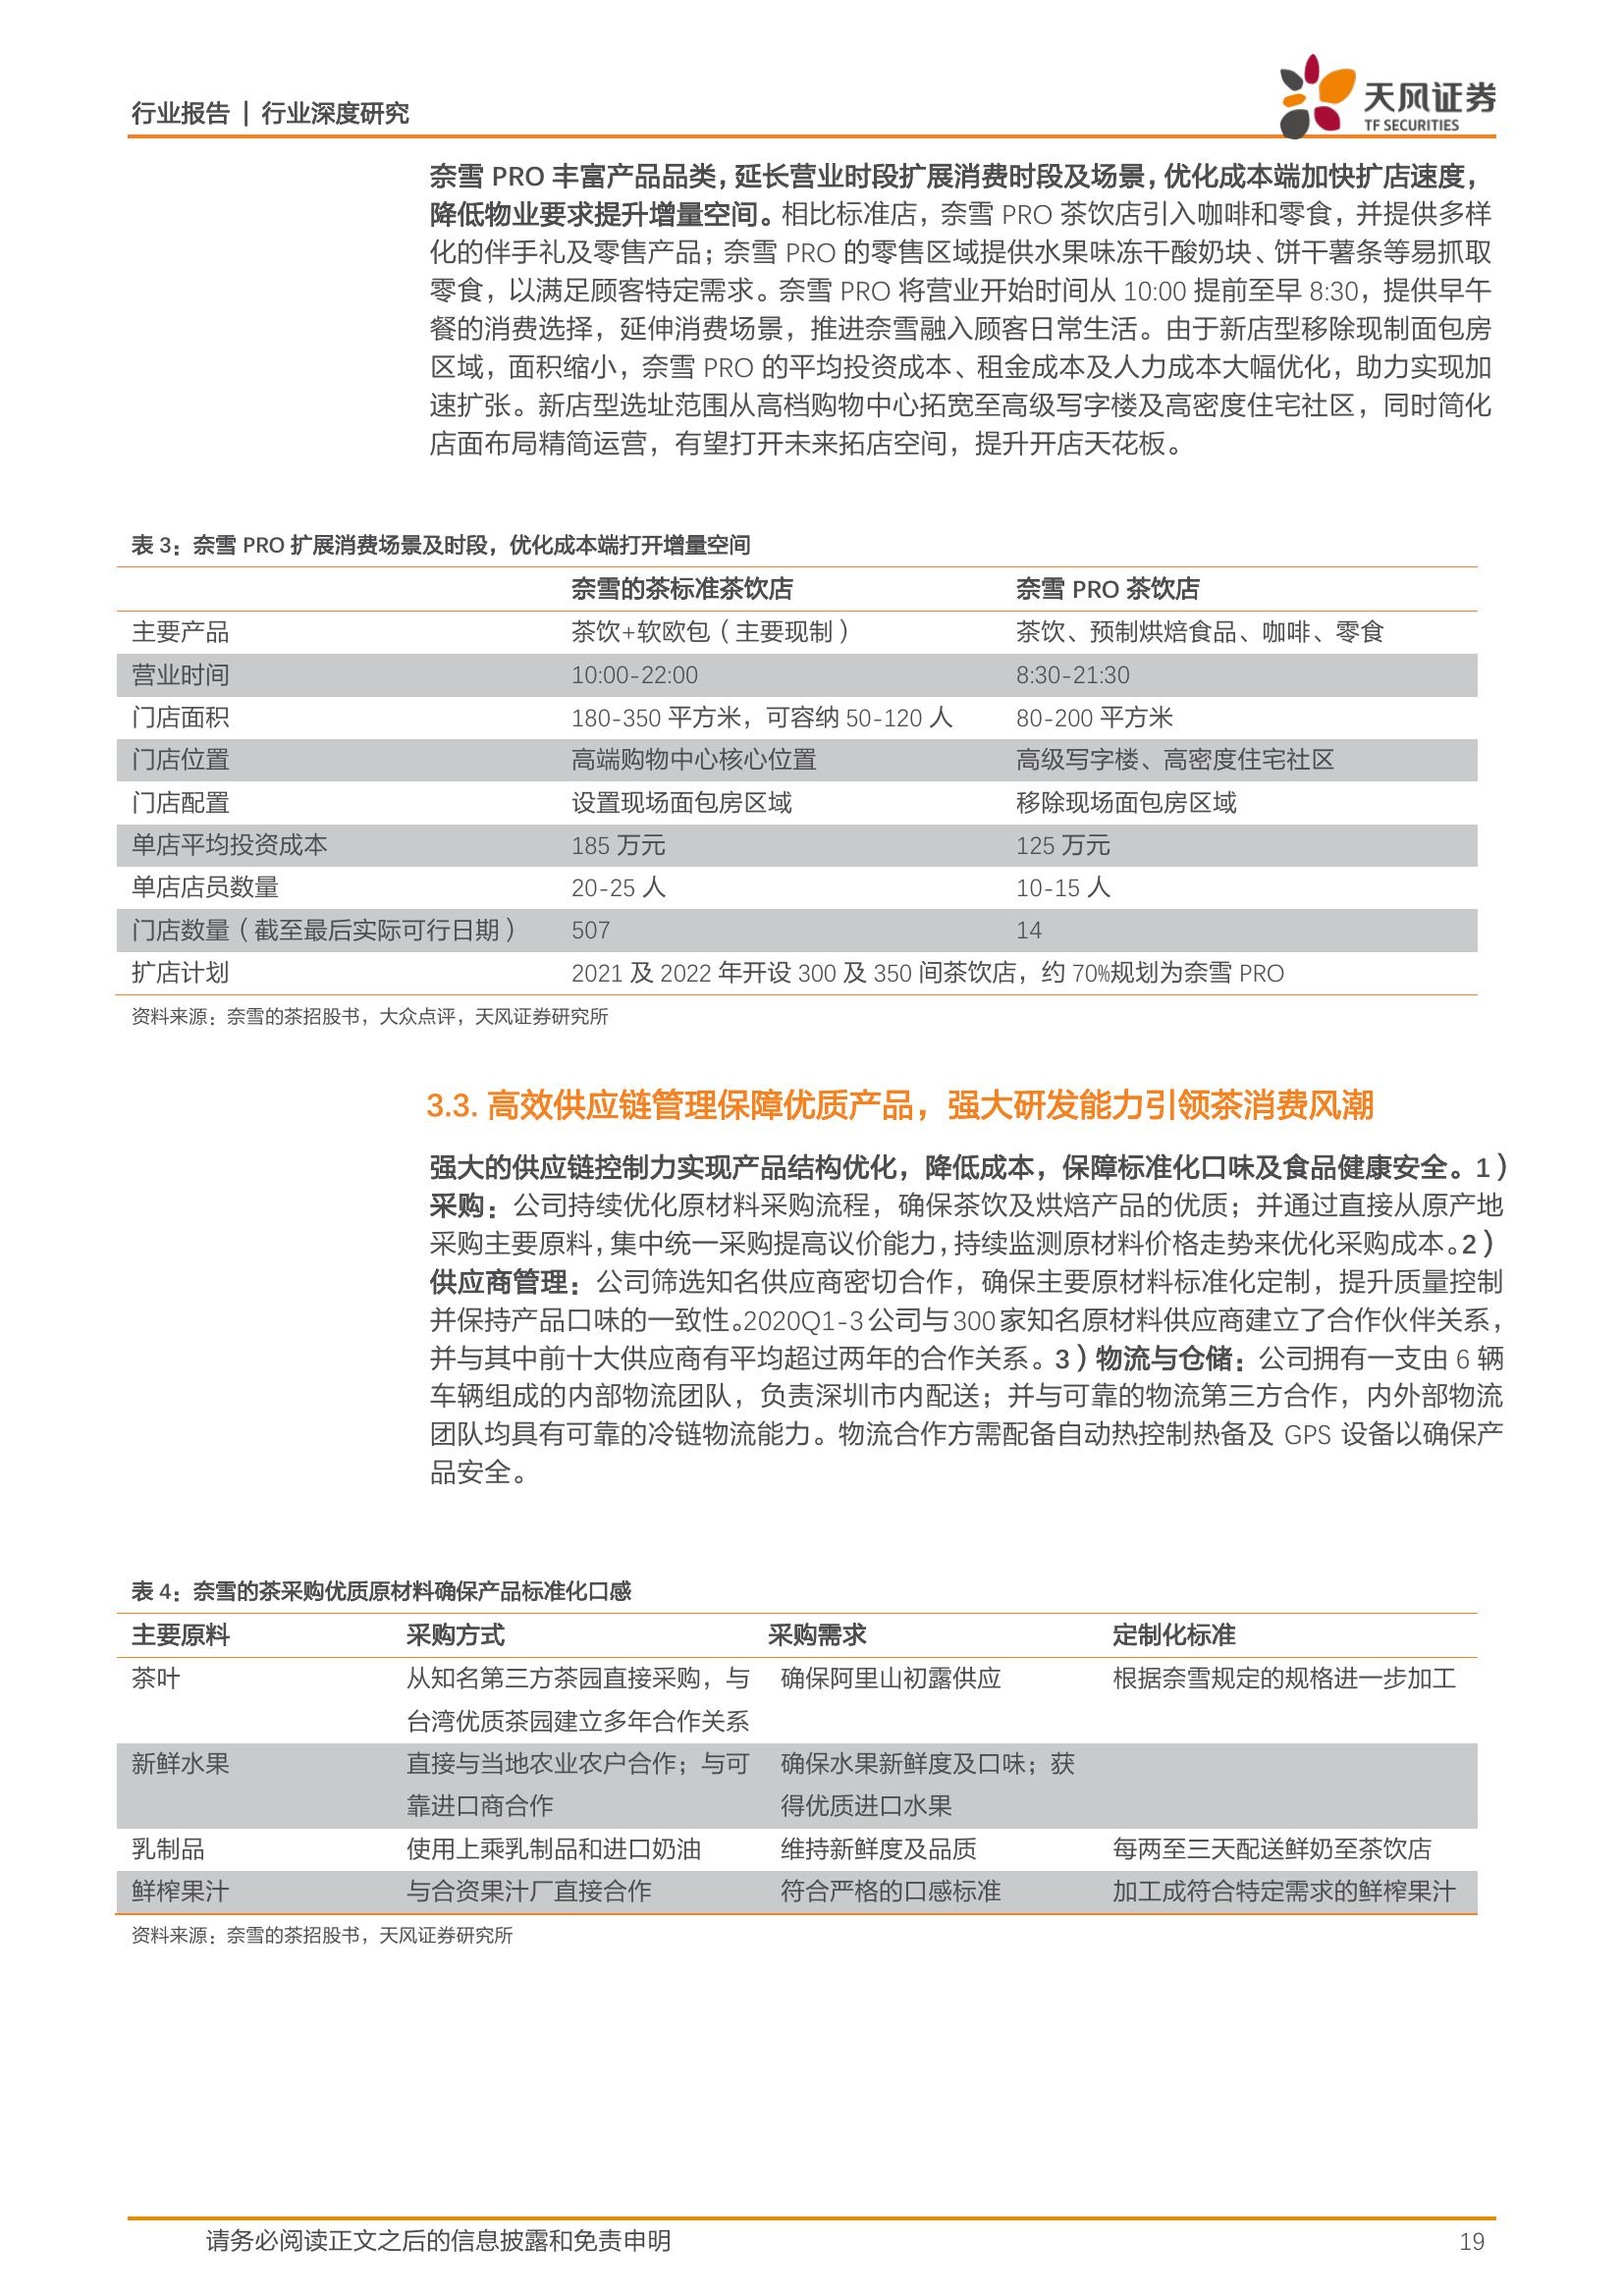 行业报告 | 行业深度研究
天风证券
TF SECURITIES
奈雪 PRO 丰富产品品类，延长营业时段扩展消费时段及场景，优化成本端加快扩店速度，
降低物业要求提升增量空间。相比标准店，奈雪 PRO 茶饮店引入咖啡和零食，并提供多样
化的伴手礼及零售产品；奈雪 PRO 的零售区域提供水果味冻干酸奶块、饼干薯条等易抓取
零食，以满足顾客特定需求。奈雪 PRO 将营业开始时间从 10:00 提前至早 8:30，提供早午
餐的消费选择，延伸消费场景，推进奈雪融入顾客日常生活。由于新店型移除现制面包房
区域，面积缩小，奈雪 PRO 的平均投资成本、租金成本及人力成本大幅优化，助力实现加
速扩张。新店型选址范围从高档购物中心拓宽至高级写字楼及高密度住宅社区，同时简化
店面布局精简运营，有望打开未来拓店空间，提升开店天花板。
表 3：奈雪 PRO 扩展消费场景及时段，优化成本端打开增量空间
奈雪的茶标准茶饮店 奈雪 PRO 茶饮店
主要产品 茶饮+软欧包（主要现制） 茶饮、预制烘焙食品、咖啡、零食
营业时间 10:00-22:00 8:30-21:30
门店面积 180-350 平方米，可容纳 50-120 人 80-200 平方米
门店位置 高端购物中心核心位置 高级写字楼、高密度住宅社区
门店配置 设置现场面包房区域 移除现场面包房区域
单店平均投资成本 185 万元 125 万元
单店店员数量 20-25 人 10-15 人
门店数量（截至最后实际可行日期） 507 14
扩店计划 2021 及 2022 年开设 300 及 350 间茶饮店，约 70%规划为奈雪 PRO
资料来源：奈雪的茶招股书，大众点评，天风证券研究所
3.3. 高效供应链管理保障优质产品，强大研发能力引领茶消费风潮
强大的供应链控制力实现产品结构优化，降低成本，保障标准化口味及食品健康安全。1）
采购：公司持续优化原材料采购流程，确保茶饮及烘焙产品的优质；并通过直接从原产地
采购主要原料，集中统一采购提高议价能力，持续监测原材料价格走势来优化采购成本。2）
供应商管理：公司筛选知名供应商密切合作，确保主要原材料标准化定制，提升质量控制
并保持产品口味的一致性。2020Q1-3 公司与 300 家知名原材料供应商建立了合作伙伴关系，
并与其中前十大供应商有平均超过两年的合作关系。3）物流与仓储：公司拥有一支由 6 辆
车辆组成的内部物流团队，负责深圳市内配送；并与可靠的物流第三方合作，内外部物流
团队均具有可靠的冷链物流能力。物流合作方需配备自动热控制热备及 GPS 设备以确保产
品安全。
表 4：奈雪的茶采购优质原材料确保产品标准化口感
主要原料 采购方式 采购需求 定制化标准
茶叶 从知名第三方茶园直接采购，与 确保阿里山初露供应 根据奈雪规定的规格进一步加工
台湾优质茶园建立多年合作关系
新鲜水果 直接与当地农业农户合作；与可 确保水果新鲜度及口味；获
靠进口商合作 得优质进口水果
乳制品 使用上乘乳制品和进口奶油 维持新鲜度及品质 每两至三天配送鲜奶至茶饮店
鲜榨果汁 与合资果汁厂直接合作 符合严格的口感标准 加工成符合特定需求的鲜榨果汁
资料来源：奈雪的茶招股书，天风证券研究所
请务必阅读正文之后的信息披露和免责申明 19